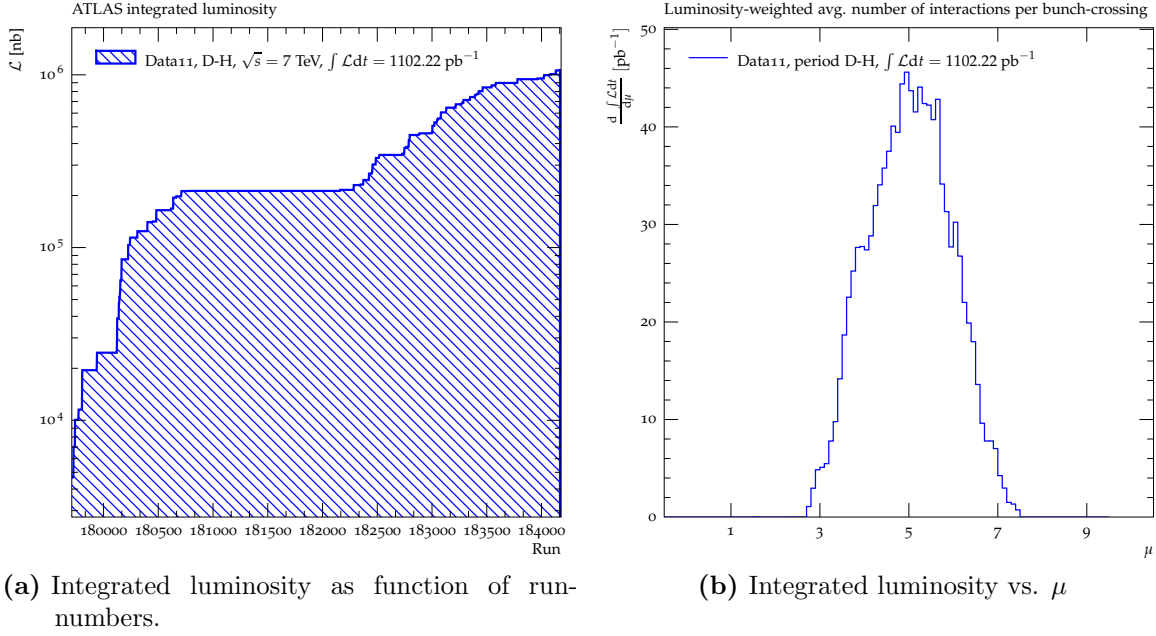 ATLAS integrated luminosity
ℒ [nb]
Data11, D-H, √s = 7 TeV, ∫ ℒdt = 1102.22 pb⁻¹
10⁶
10⁵
10⁴
180000 180500 181000 181500 182000 182500 183000 183500 184000
Run
(a) Integrated luminosity as function of run-
numbers.
Luminosity-weighted avg. number of interactions per bunch-crossing
d ∫ ℒdt / dμ [pb⁻¹]
Data11, period D-H, ∫ ℒdt = 1102.22 pb⁻¹
50
40
30
20
10
0
1 3 5 7 9
μ
(b) Integrated luminosity vs. μ